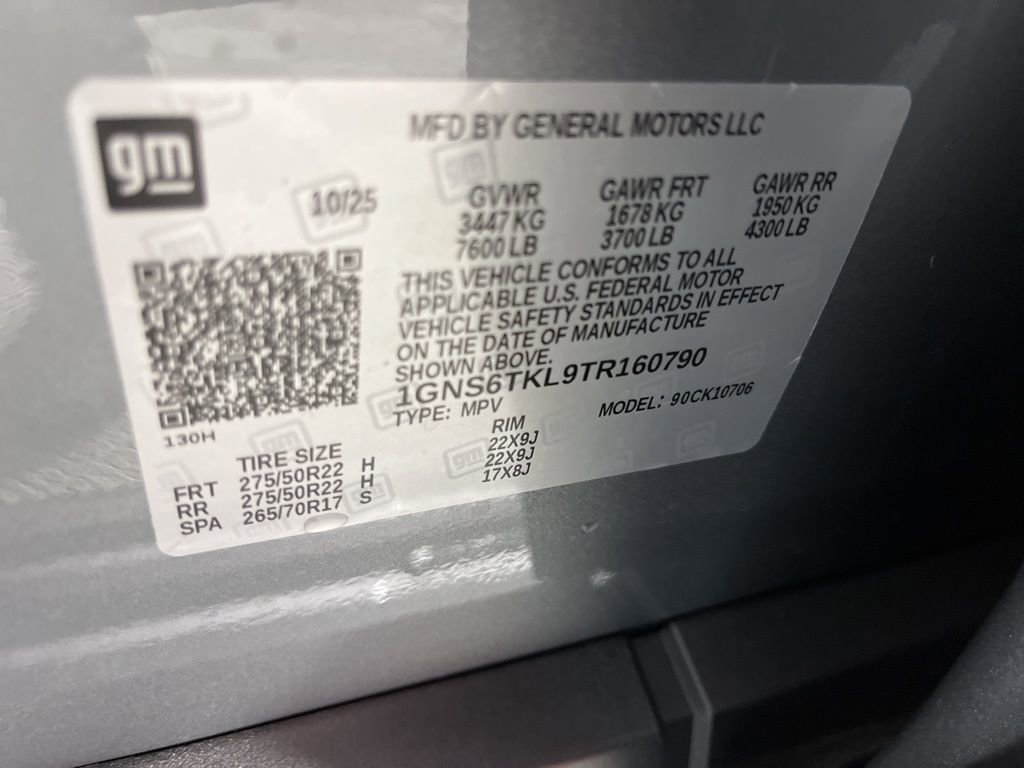 gm
MFD BY GENERAL MOTORS LLC
10/25
GVWR GAWR FRT GAWR RR
3447 KG 1678 KG 1950 KG
7600 LB 3700 LB 4300 LB
THIS VEHICLE CONFORMS TO ALL
APPLICABLE U.S. FEDERAL MOTOR
VEHICLE SAFETY STANDARDS IN EFFECT
ON THE DATE OF MANUFACTURE
SHOWN ABOVE.
1GNS6TKL9TR160790
TYPE: MPV MODEL: 90CK10706
130H
TIRE SIZE RIM
FRT 275/50R22 H 22X9J
RR 275/50R22 H 22X9J
SPA 265/70R17 S 17X8J